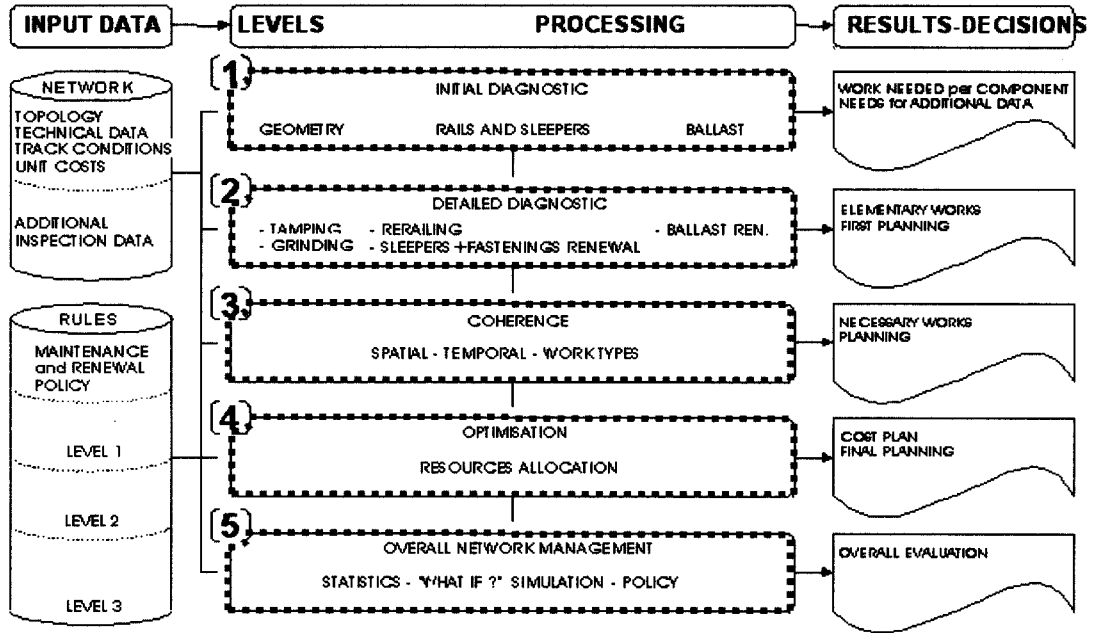 INPUT DATA
LEVELS PROCESSING
RESULTS-DECISIONS
NETWORK
TOPOLOGY
TECHNICAL DATA
TRACK CONDITIONS
UNIT COSTS
ADDITIONAL
INSPECTION DATA
RULES
MAINTENANCE
and RENEWAL
POLICY
LEVEL 1
LEVEL 2
LEVEL 3
[1]
INITIAL DIAGNOSTIC
GEOMETRY RAILS AND SLEEPERS BALLAST
WORK NEEDED per COMPONENT
NEEDS for ADDITIONAL DATA
[2]
DETAILED DIAGNOSTIC
- TAMPING - RERAILING - BALLAST REN.
- GRINDING - SLEEPERS +FASTENINGS RENEWAL
ELEMENTARY WORKS
FIRST PLANNING
[3]
COHERENCE
SPATIAL - TEMPORAL - WORKTYPES
NECESSARY WORKS
PLANNING
[4]
OPTIMISATION
RESOURCES ALLOCATION
COST PLAN
FINAL PLANNING
[5]
OVERALL NETWORK MANAGEMENT
STATISTICS - "WHAT IF ?" SIMULATION - POLICY
OVERALL EVALUATION